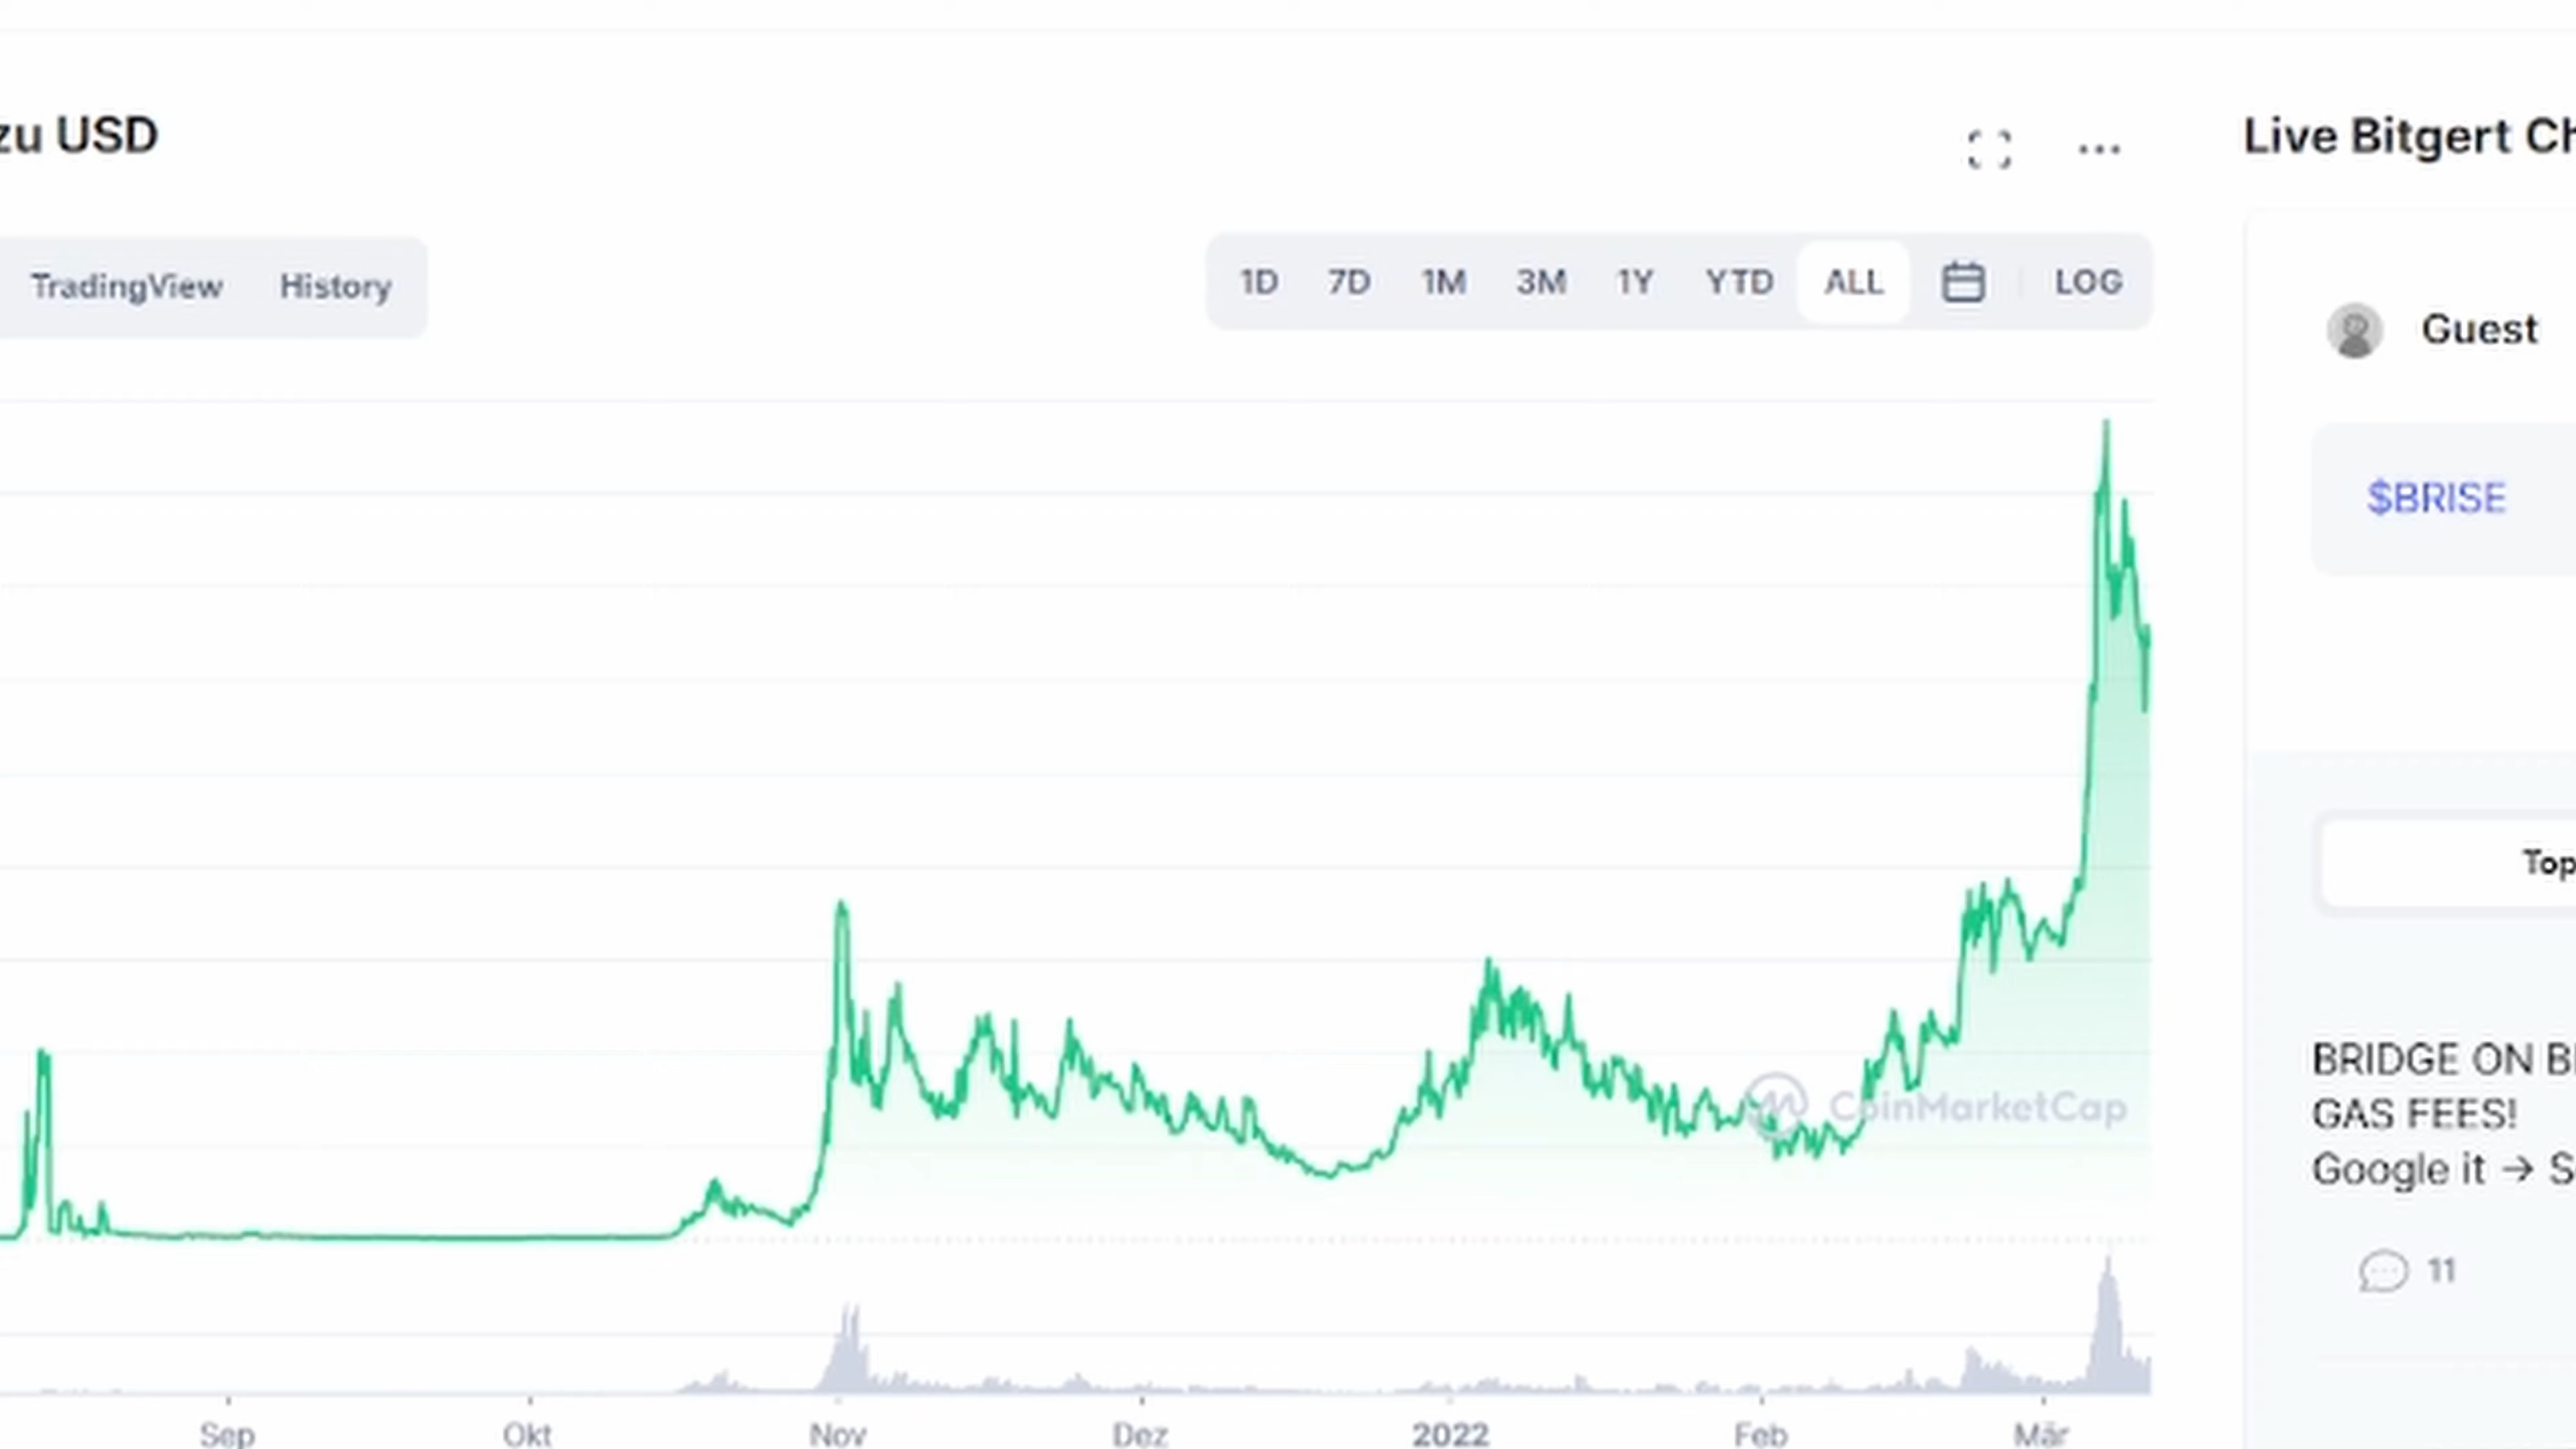 zu USD
TradingView History
1D 7D 1M 3M 1Y YTD ALL LOG
CoinMarketCap
Sep Okt Nov Dez 2022 Feb Mär
Live Bitgert Ch
Guest
$BRISE
Top
BRIDGE ON B
GAS FEES!
Google it → S
11